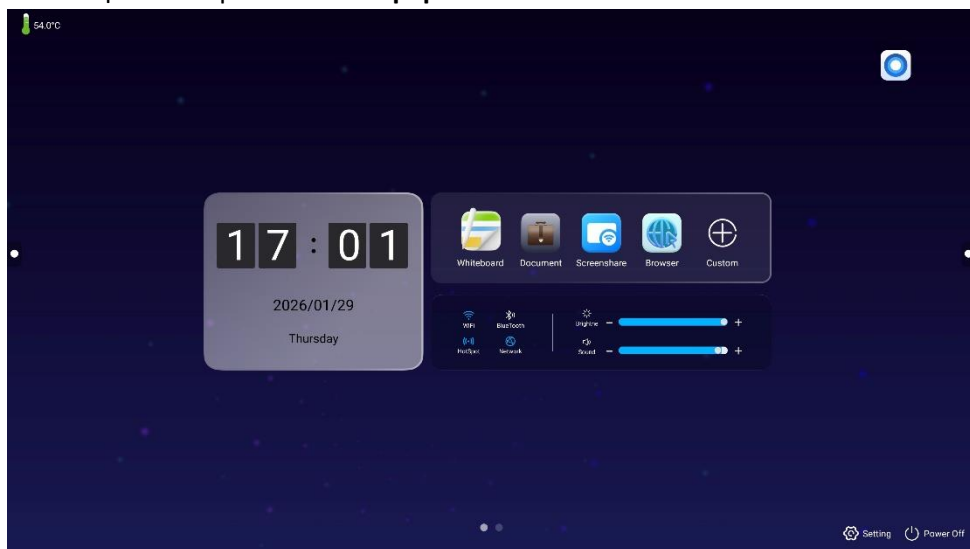 54.0°C
17:01
2026/01/29
Thursday
Whiteboard Document Screenshare Browser Custom
WiFi BlueTooth
HotSpot Network
Brightne - +
Sound - +
Setting Power Off